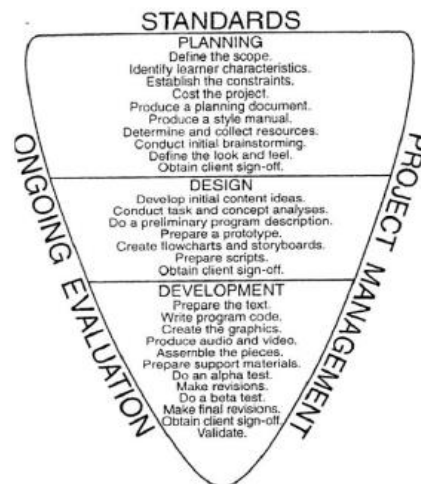 STANDARDS
PLANNING
Define the scope.
Identify learner characteristics.
Establish the constraints.
Cost the project.
Produce a planning document.
Produce a style manual.
Determine and collect resources.
Conduct initial brainstorming.
Define the look and feel.
Obtain client sign-off.
DESIGN
Develop initial content ideas.
Conduct task and concept analyses.
Do a preliminary program description.
Prepare a prototype.
Create flowcharts and storyboards.
Prepare scripts.
Obtain client sign-off.
DEVELOPMENT
Prepare the text.
Write program code.
Create the graphics.
Produce audio and video.
Assemble the pieces.
Prepare support materials.
Do an alpha test.
Make revisions.
Do a beta test.
Make final revisions.
Obtain client sign-off.
Validate.
ONGOING EVALUATION
PROJECT MANAGEMENT